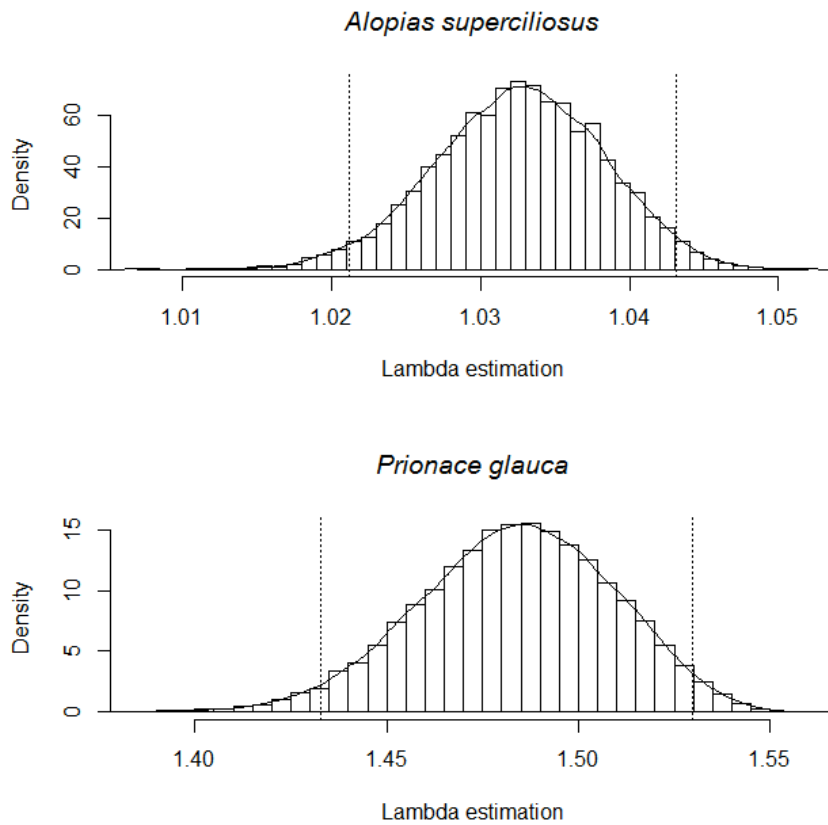 Alopias superciliosus
Density
60
40
20
0
1.01 1.02 1.03 1.04 1.05
Lambda estimation
Prionace glauca
Density
15
10
5
0
1.40 1.45 1.50 1.55
Lambda estimation